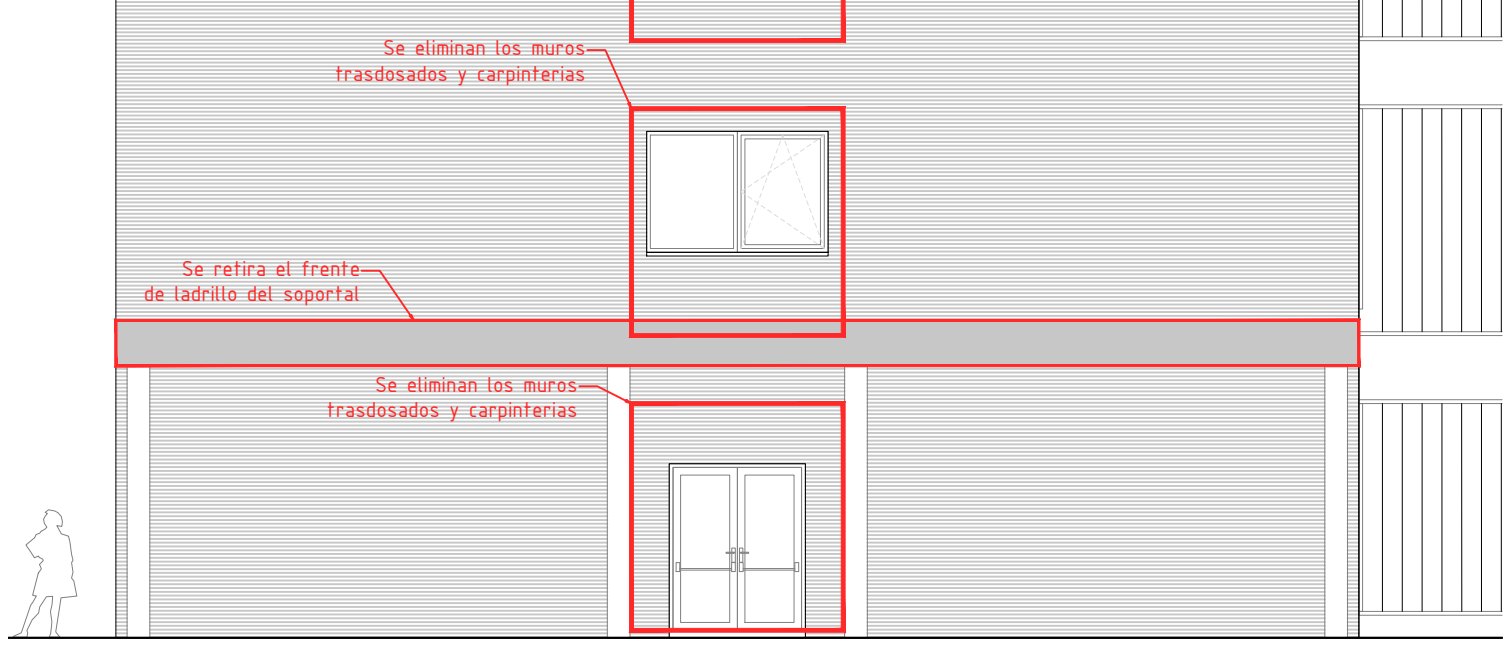 Se eliminan los muros
trasdosados y carpinterias
Se retira el frente
de ladrillo del soportal
Se eliminan los muros
trasdosados y carpinterias